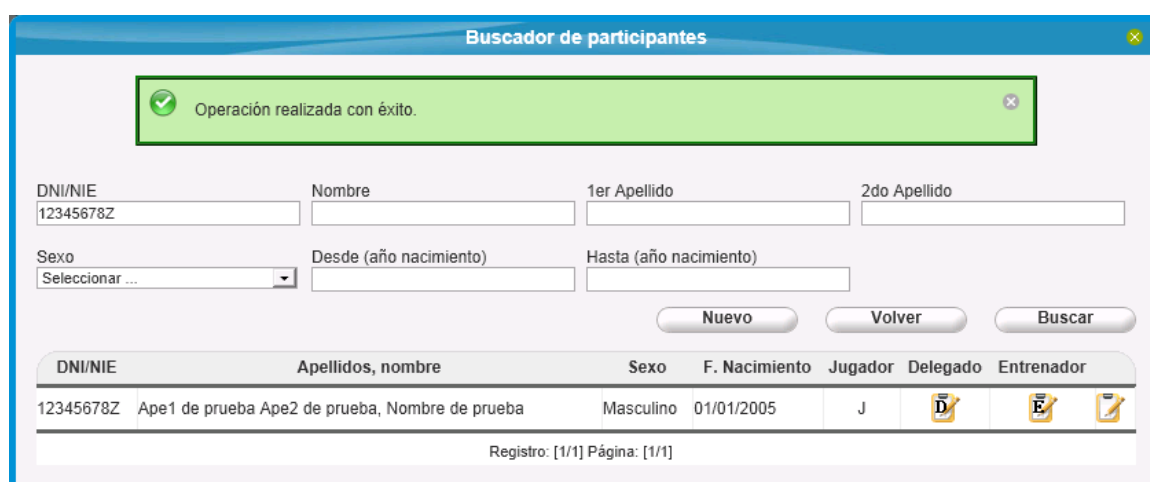 Buscador de participantes
Operación realizada con éxito.
DNI/NIE Nombre 1er Apellido 2do Apellido
12345678Z
Sexo Desde (año nacimiento) Hasta (año nacimiento)
Seleccionar ...
Nuevo Volver Buscar
DNI/NIE Apellidos, nombre Sexo F. Nacimiento Jugador Delegado Entrenador
12345678Z Ape1 de prueba Ape2 de prueba, Nombre de prueba Masculino 01/01/2005 J D E
Registro: [1/1] Página: [1/1]